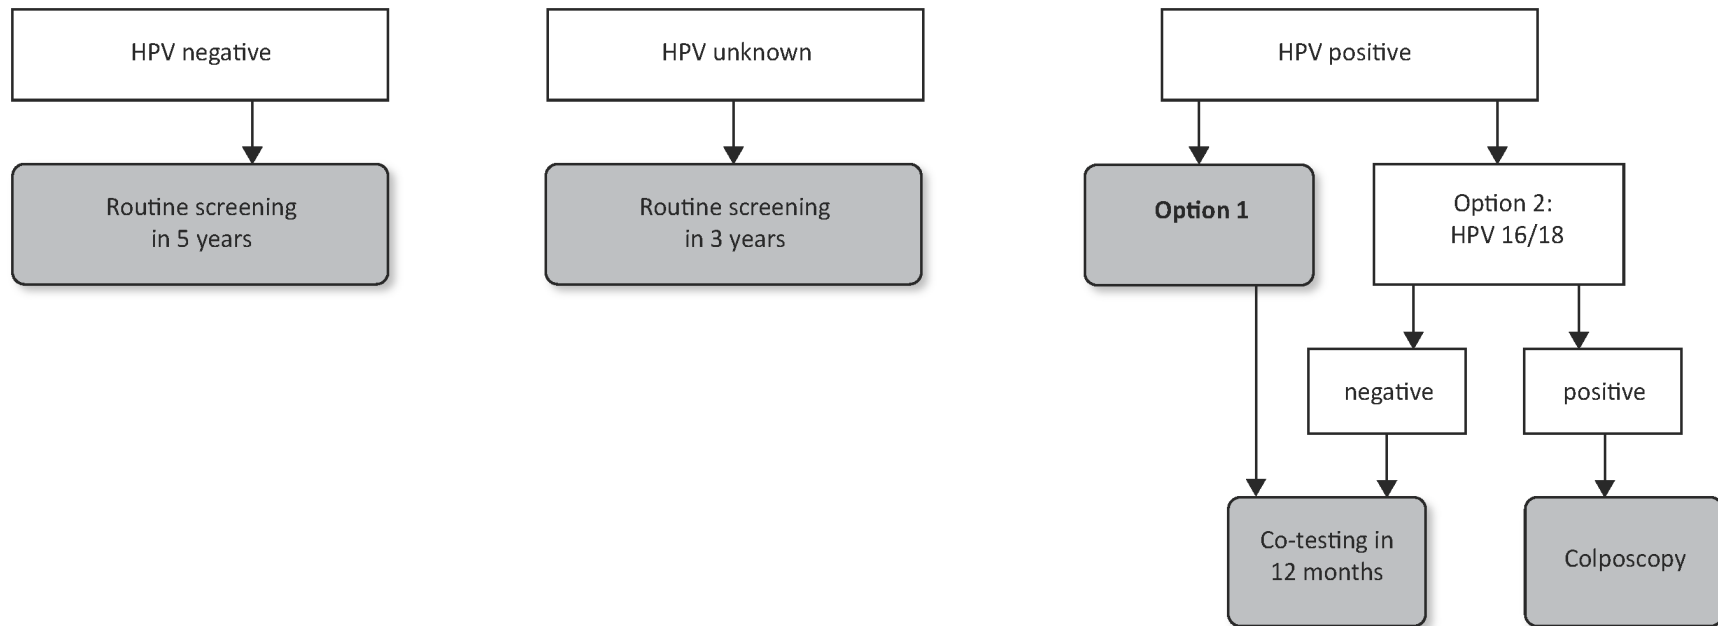 HPV negative
HPV unknown
HPV positive
Routine screening
in 5 years
Routine screening
in 3 years
Option 1
Option 2:
HPV 16/18
negative
positive
Co-testing in
12 months
Colposcopy